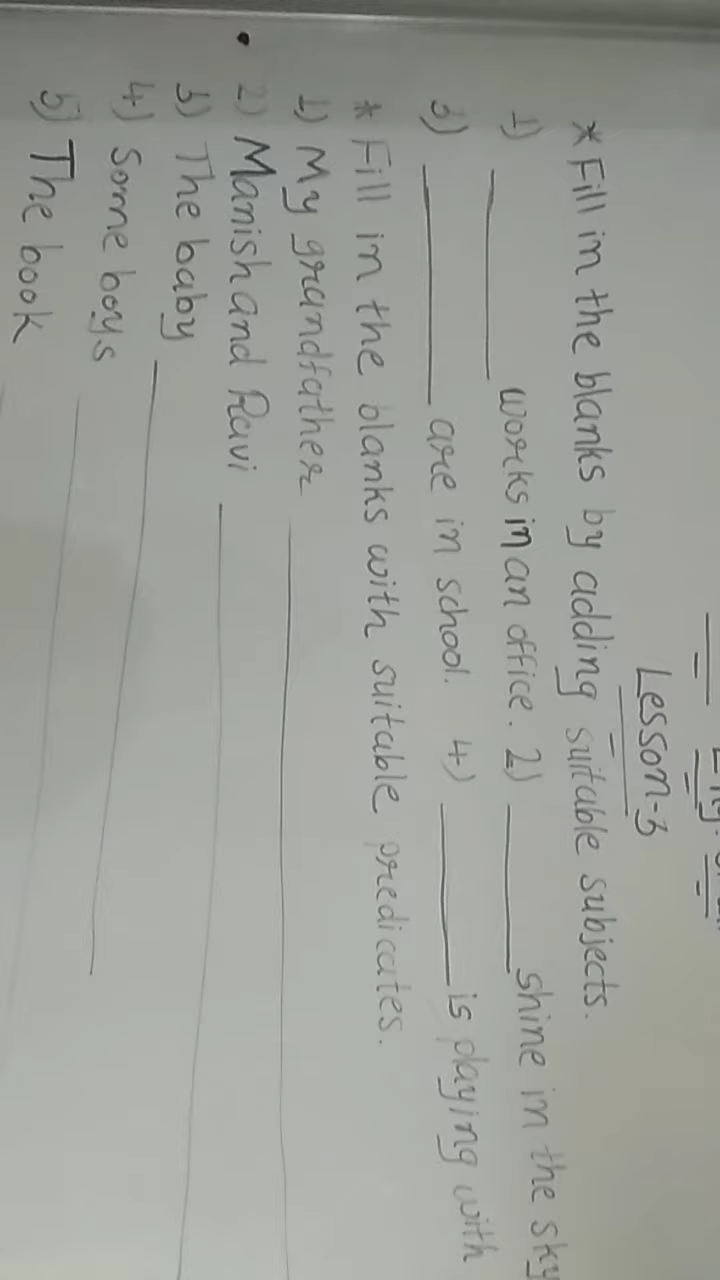 Lesson-3
* Fill in the blanks by adding suitable subjects.
1) ______ works in an office. 2) ______ shine in the sky
3) ______ are in school. 4) ______ is playing with
* Fill in the blanks with suitable predicates.
1) My grandfather ______
2) Manish and Ravi ______
3) The baby ______
4) Some boys ______
5) The book